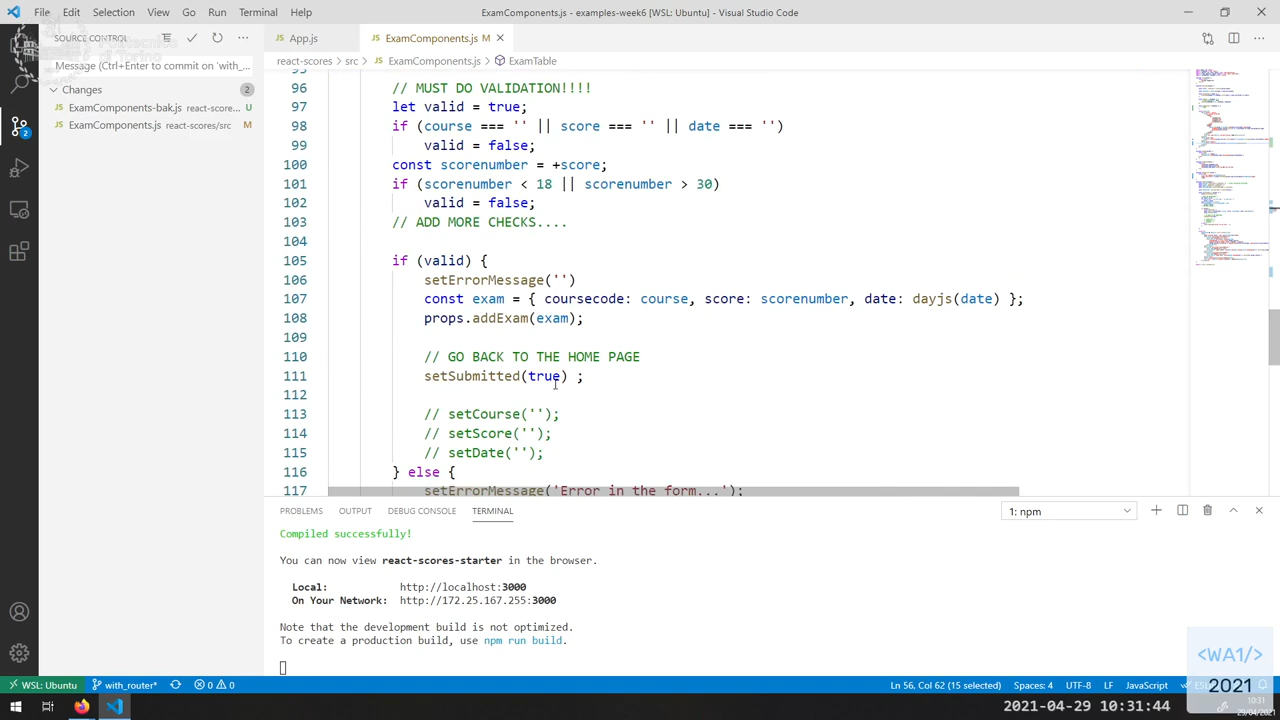 File Edit Selection View Go Run Terminal Help
ExamComponents.js - examples-week6 [WSL: Ubuntu] - Visual Studio Code
SOURCE CONTROL
App.js
ExamComponents.js M
react-scores > src > ExamComponents.js > ExamTable
Message (Ctrl+Enter to commit on 'with_
Changes 2
ExamComponents-bak.js react-score... U
ExamComponents.js react-scores/src M
95
96 // MUST DO VALIDATION!!!!
97 let valid = true;
98 if (course === '' || score === '' || date === '')
99 valid = false;
100 const scorenumber = +score;
101 if (scorenumber < 18 || scorenumber > 30)
102 valid = false;
103 // ADD MORE CHECKS....
104
105 if (valid) {
106 setErrorMessage('')
107 const exam = { coursecode: course, score: scorenumber, date: dayjs(date) };
108 props.addExam(exam);
109
110 // GO BACK TO THE HOME PAGE
111 setSubmitted(true) ;
112
113 // setCourse('');
114 // setScore('');
115 // setDate('');
116 } else {
117 setErrorMessage('Error in the form...');
PROBLEMS OUTPUT DEBUG CONSOLE TERMINAL 1: npm
Compiled successfully!
You can now view react-scores-starter in the browser.
Local: http://localhost:3000
On Your Network: http://172.25.167.255:3000
Note that the development build is not optimized.
To create a production build, use npm run build.
<WA1/>
2021
WSL: Ubuntu with_router* 0 0 Ln 56, Col 62 (15 selected) Spaces: 4 UTF-8 LF JavaScript
2021-04-29 10:31:44
10:31
29/04/2021